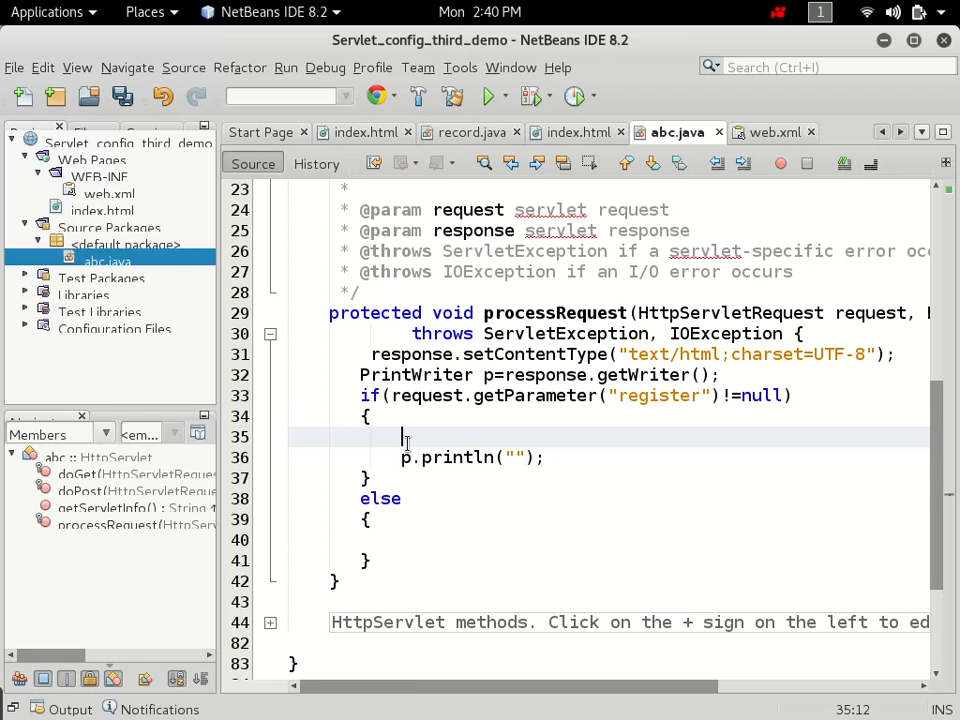 Applications Places NetBeans IDE 8.2 Mon 2:40 PM 1
Servlet_config_third_demo - NetBeans IDE 8.2
File Edit View Navigate Source Refactor Run Debug Profile Team Tools Window Help Search (Ctrl+I)
Start Page index.html record.java index.html abc.java web.xml
Source History
Servlet_config_third_demo
Web Pages
WEB-INF
web.xml
index.html
Source Packages
<default package>
abc.java
Test Packages
Libraries
Test Libraries
Configuration Files
Members <em...
abc :: HttpServlet
doGet(HttpServletReques
doPost(HttpServletReque
getServletInfo() : String
processRequest(HttpServ
23 *
24 * @param request servlet request
25 * @param response servlet response
26 * @throws ServletException if a servlet-specific error occ
27 * @throws IOException if an I/O error occurs
28 */
29 protected void processRequest(HttpServletRequest request, H
30 throws ServletException, IOException {
31 response.setContentType("text/html;charset=UTF-8");
32 PrintWriter p=response.getWriter();
33 if(request.getParameter("register")!=null)
34 {
35
36 p.println("");
37 }
38 else
39 {
40
41 }
42 }
43
44 HttpServlet methods. Click on the + sign on the left to ed
82
83 }
Output Notifications 35:12 INS